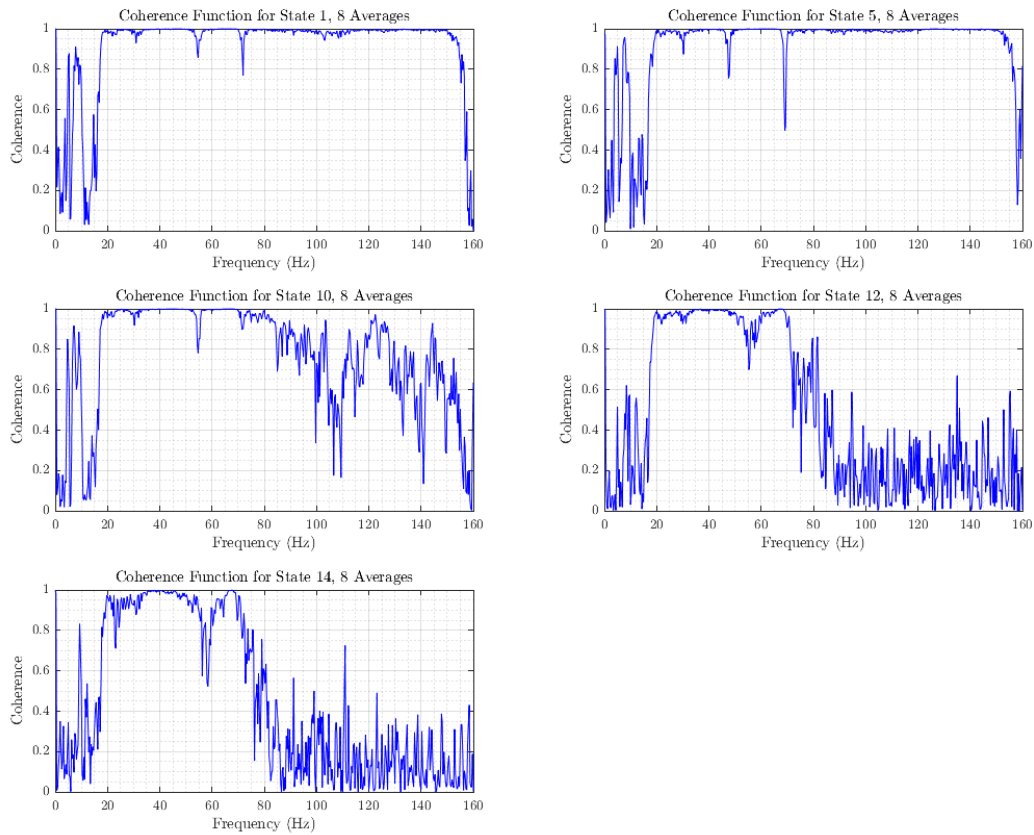 Coherence Function for State 1, 8 Averages
1
0.8
0.6
0.4
0.2
0
Coherence
0 20 40 60 80 100 120 140 160
Frequency (Hz)
Coherence Function for State 5, 8 Averages
1
0.8
0.6
0.4
0.2
0
Coherence
0 20 40 60 80 100 120 140 160
Frequency (Hz)
Coherence Function for State 10, 8 Averages
1
0.8
0.6
0.4
0.2
0
Coherence
0 20 40 60 80 100 120 140 160
Frequency (Hz)
Coherence Function for State 12, 8 Averages
1
0.8
0.6
0.4
0.2
0
Coherence
0 20 40 60 80 100 120 140 160
Frequency (Hz)
Coherence Function for State 14, 8 Averages
1
0.8
0.6
0.4
0.2
0
Coherence
0 20 40 60 80 100 120 140 160
Frequency (Hz)